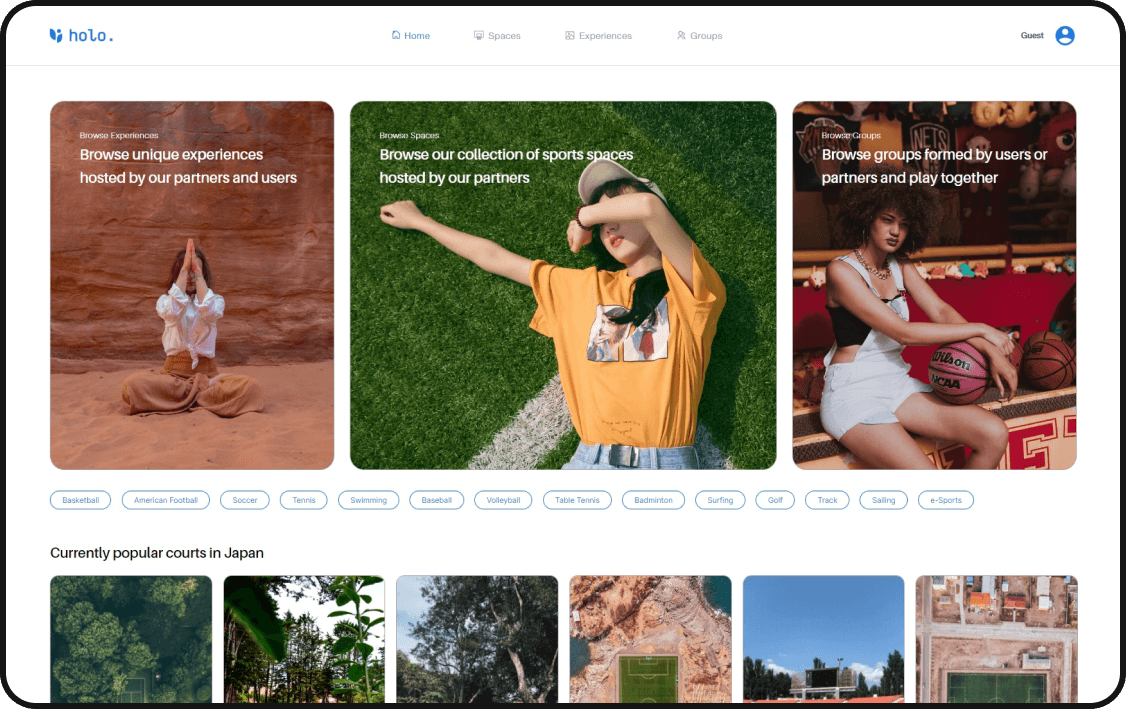 holo.
Home
Spaces
Experiences
Groups
Guest
Browse Experiences
Browse unique experiences
hosted by our partners and users
Browse Spaces
Browse our collection of sports spaces
hosted by our partners
Browse Groups
Browse groups formed by users or
partners and play together
NETS
Wilson
NCAA
Basketball
American Football
Soccer
Tennis
Swimming
Baseball
Volleyball
Table Tennis
Badminton
Surfing
Golf
Track
Sailing
e-Sports
Currently popular courts in Japan